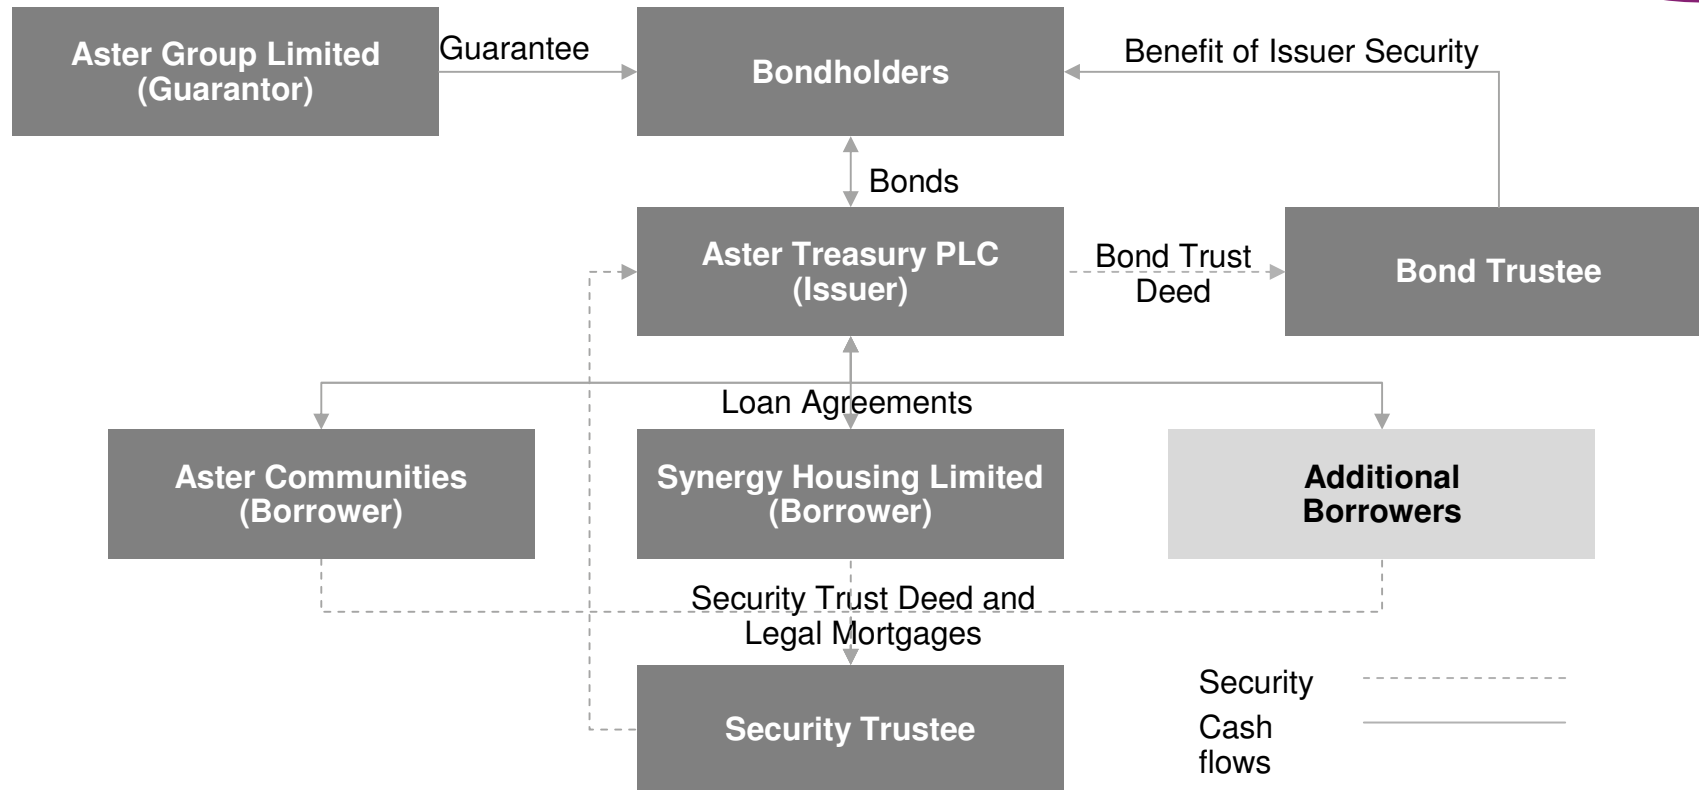 Aster Group Limited
(Guarantor)
Guarantee
Bondholders
Benefit of Issuer Security
Bonds
Aster Treasury PLC
(Issuer)
Bond Trust
Deed
Bond Trustee
Loan Agreements
Aster Communities
(Borrower)
Synergy Housing Limited
(Borrower)
Additional
Borrowers
Security Trust Deed and
Legal Mortgages
Security Trustee
Security
Cash
flows